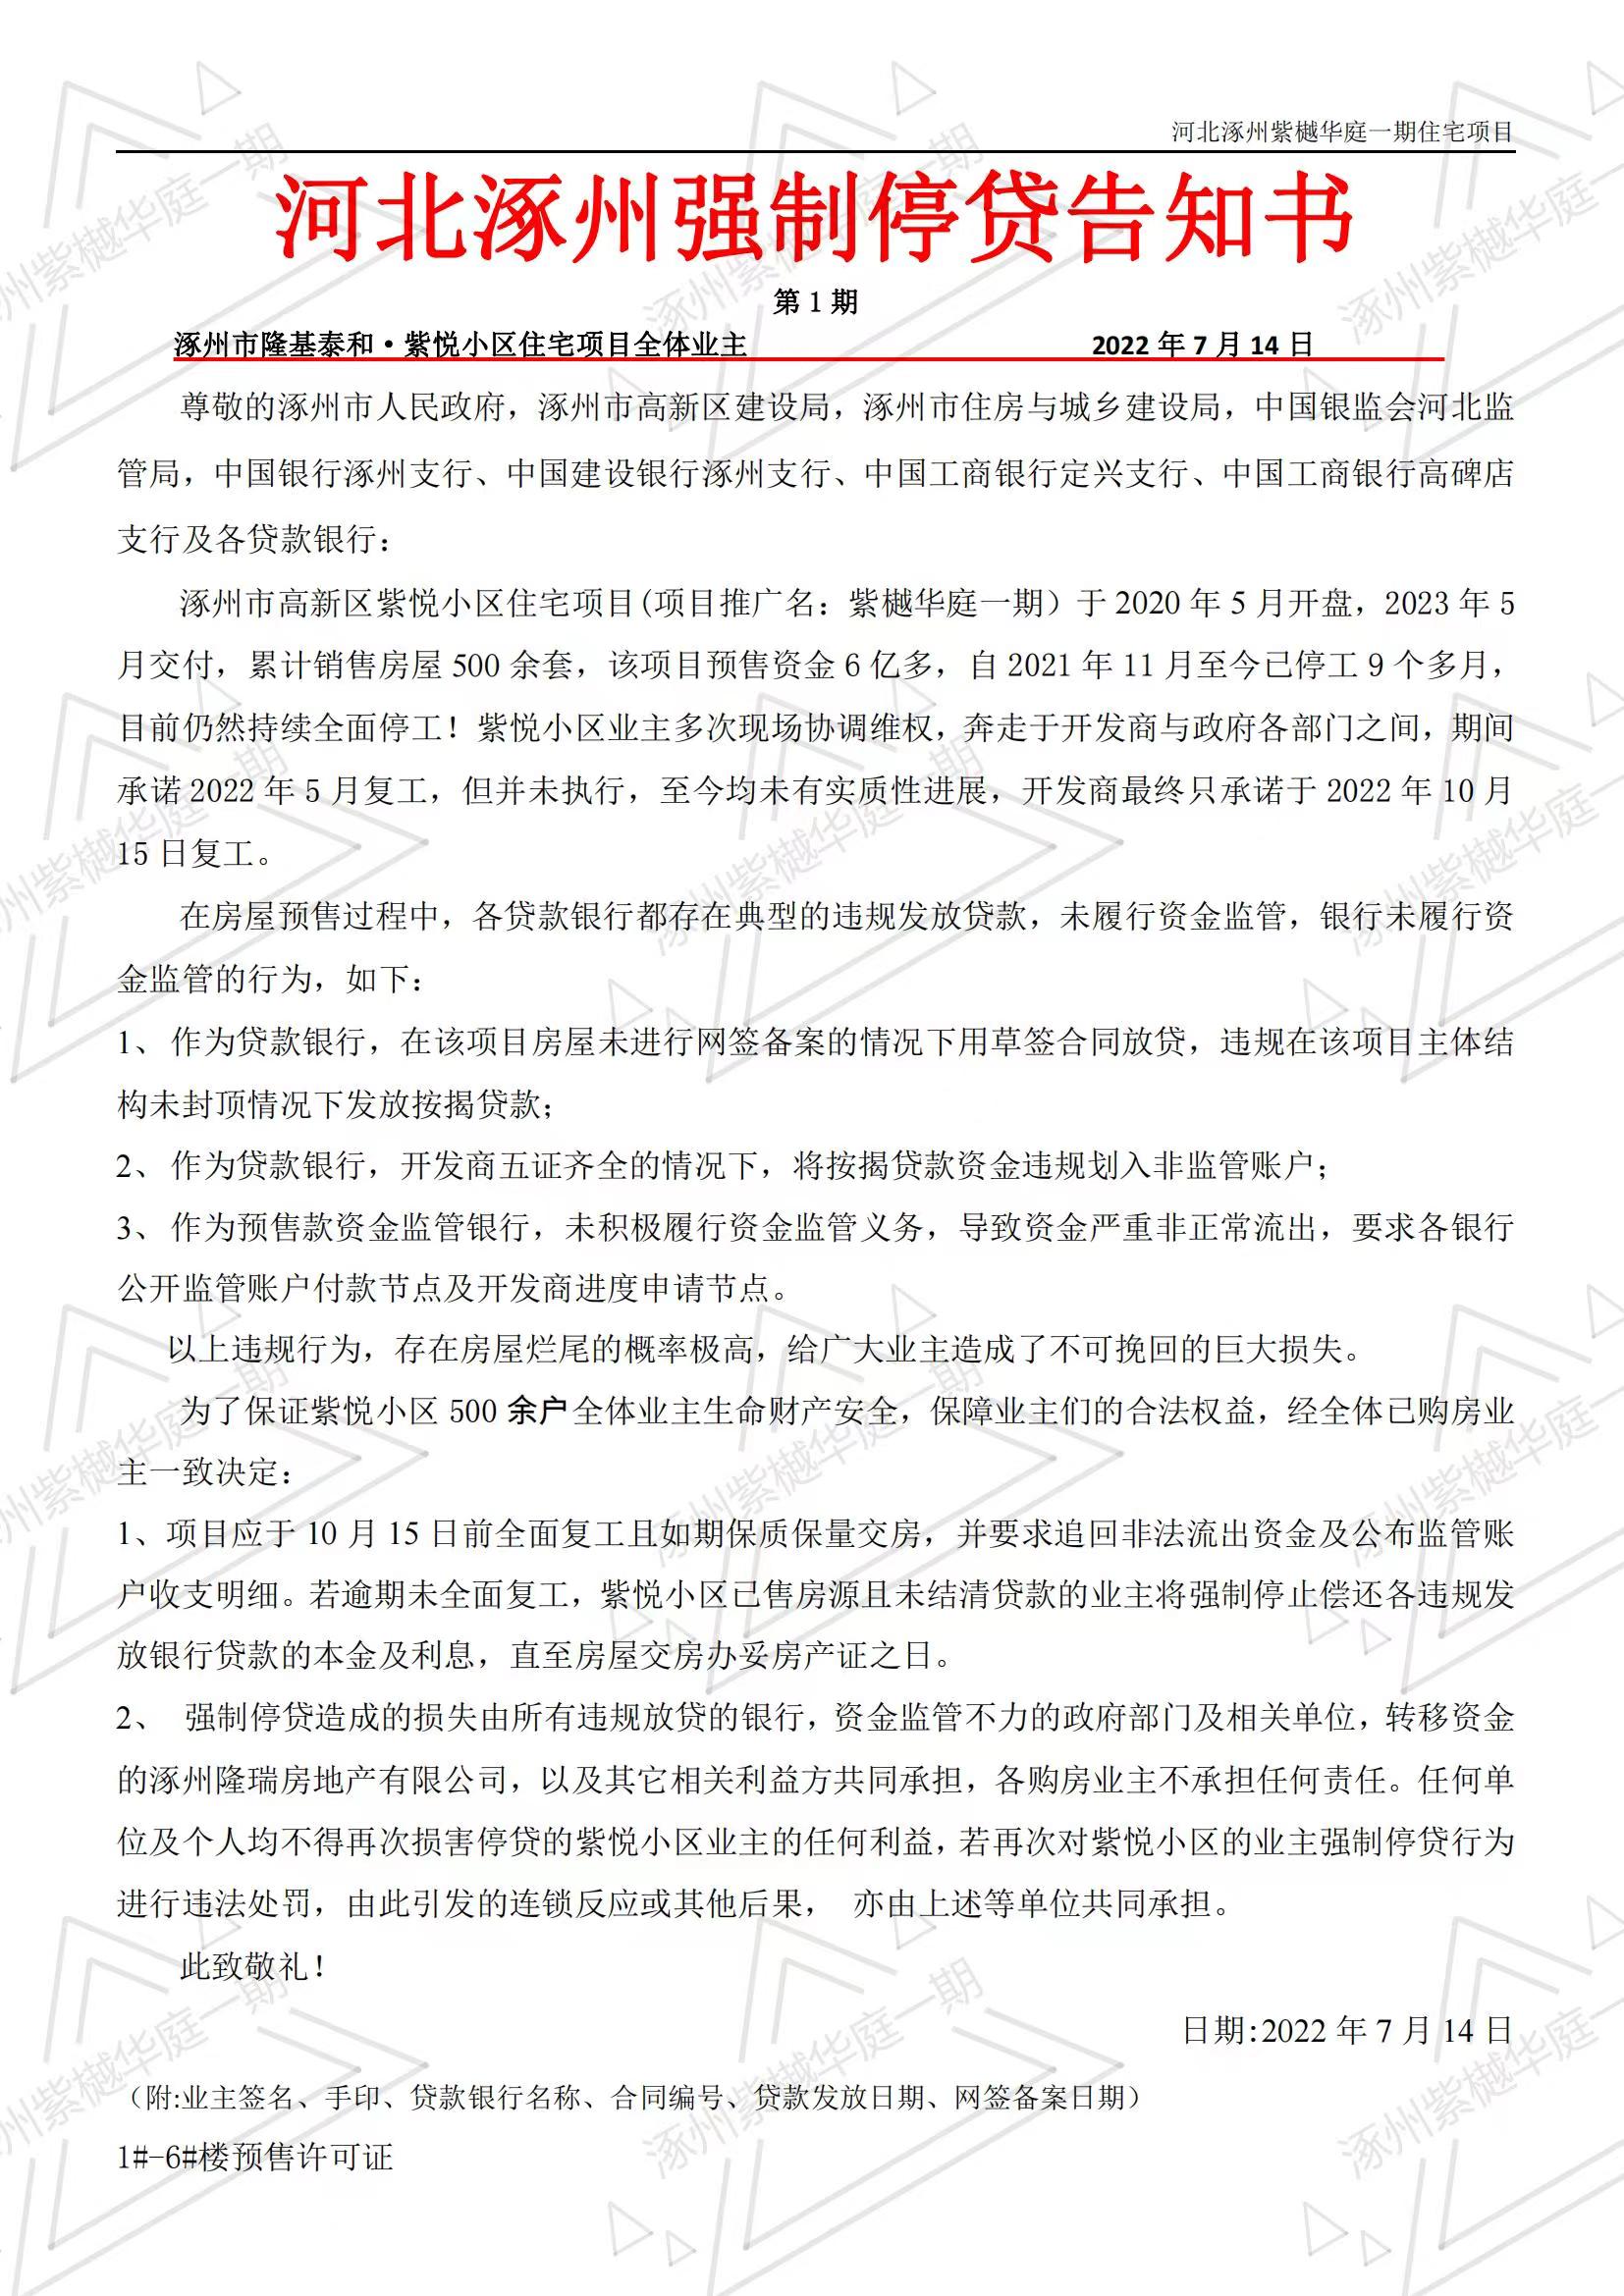 河北涿州紫樾华庭一期住宅项目
河北涿州强制停贷告知书
第 1 期
涿州市隆基泰和·紫悦小区住宅项目全体业主 2022 年 7 月 14 日
尊敬的涿州市人民政府，涿州市高新区建设局，涿州市住房与城乡建设局，中国银监会河北监
管局，中国银行涿州支行、中国建设银行涿州支行、中国工商银行定兴支行、中国工商银行高碑店
支行及各贷款银行：
涿州市高新区紫悦小区住宅项目(项目推广名：紫樾华庭一期）于 2020 年 5 月开盘，2023 年 5
月交付，累计销售房屋 500 余套，该项目预售资金 6 亿多，自 2021 年 11 月至今已停工 9 个多月，
目前仍然持续全面停工！紫悦小区业主多次现场协调维权，奔走于开发商与政府各部门之间，期间
承诺 2022 年 5 月复工，但并未执行，至今均未有实质性进展，开发商最终只承诺于 2022 年 10 月
15 日复工。
在房屋预售过程中，各贷款银行都存在典型的违规发放贷款，未履行资金监管，银行未履行资
金监管的行为，如下：
1、 作为贷款银行，在该项目房屋未进行网签备案的情况下用草签合同放贷，违规在该项目主体结
构未封顶情况下发放按揭贷款；
2、 作为贷款银行，开发商五证齐全的情况下，将按揭贷款资金违规划入非监管账户；
3、 作为预售款资金监管银行，未积极履行资金监管义务，导致资金严重非正常流出，要求各银行
公开监管账户付款节点及开发商进度申请节点。
以上违规行为，存在房屋烂尾的概率极高，给广大业主造成了不可挽回的巨大损失。
为了保证紫悦小区 500 余户全体业主生命财产安全，保障业主们的合法权益，经全体已购房业
主一致决定：
1、项目应于 10 月 15 日前全面复工且如期保质保量交房，并要求追回非法流出资金及公布监管账
户收支明细。若逾期未全面复工，紫悦小区已售房源且未结清贷款的业主将强制停止偿还各违规发
放银行贷款的本金及利息，直至房屋交房办妥房产证之日。
2、 强制停贷造成的损失由所有违规放贷的银行，资金监管不力的政府部门及相关单位，转移资金
的涿州隆瑞房地产有限公司，以及其它相关利益方共同承担，各购房业主不承担任何责任。任何单
位及个人均不得再次损害停贷的紫悦小区业主的任何利益，若再次对紫悦小区的业主强制停贷行为
进行违法处罚，由此引发的连锁反应或其他后果， 亦由上述等单位共同承担。
此致敬礼！
日期:2022 年 7 月 14 日
（附:业主签名、手印、贷款银行名称、合同编号、贷款发放日期、网签备案日期）
1#-6#楼预售许可证